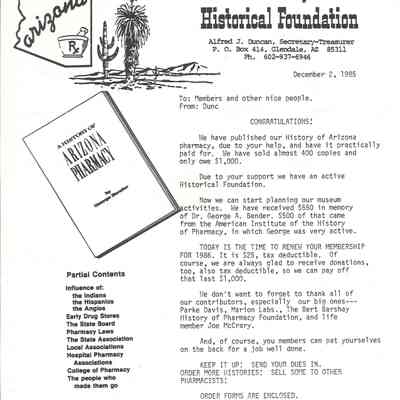 arizona
Rx
Historical Foundation
Alfred J. Duncan, Secretary-Treasurer
P. O. Box 414, Glendale, AZ 85311
Ph. 602-937-6944
December 2, 1985
To: Members and other nice people.
From: Dunc
CONGRATULATIONS!
We have published our History of Arizona
pharmacy, due to your help, and have it practically
paid for. We have sold almost 400 copies and
only owe $1,000.
Due to your support we have an active
Historical Foundation.
Now we can start planning our museum
activities. We have received $550 in memory
of Dr. George A. Bender. $500 of that came
from the American Institute of the History
of Pharmacy, in which George was very active.
TODAY IS THE TIME TO RENEW YOUR MEMBERSHIP
for 1986. It is $25, tax deductible. Of
course, we are always glad to receive donations,
too, also tax deductible, so we can pay off
that last $1,000.
We don't want to forget to thank all of
our contributors, especially our big ones---
Parke Davis, Marion Labs., The Bert Barshay
History of Pharmacy Foundation, and life
member Joe McCrary.
And, of course, you members can pat yourselves
on the back for a job well done.
KEEP IT UP! SEND YOUR DUES IN.
ORDER MORE HISTORIES! SELL SOME TO OTHER
PHARMACISTS!
ORDER FORMS ARE ENCLOSED.
A HISTORY OF
ARIZONA
PHARMACY
by
George Bender
Partial Contents
Influence of:
the Indians
the Hispanics
the Anglos
Early Drug Stores
The State Board
Pharmacy Laws
The State Association
Local Associations
Hospital Pharmacy
Associations
College of Pharmacy
The people who
made them go